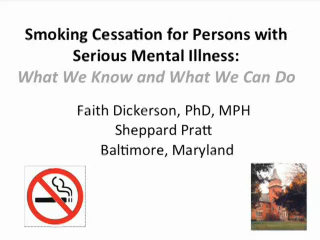 Smoking Cessation for Persons with
Serious Mental Illness:
What We Know and What We Can Do
Faith Dickerson, PhD, MPH
Sheppard Pratt
Baltimore, Maryland